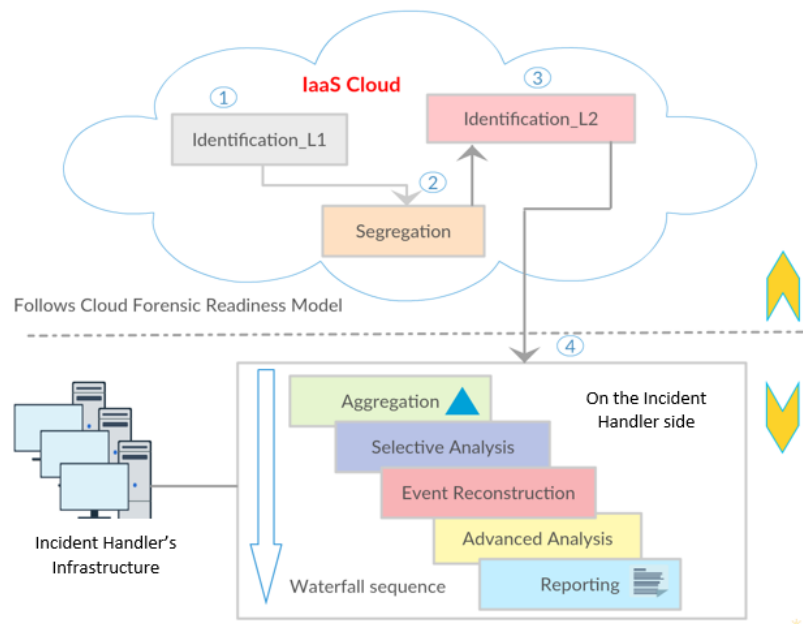 IaaS Cloud
1
Identification_L1
2
Segregation
3
Identification_L2
Follows Cloud Forensic Readiness Model
4
On the Incident
Handler side
Aggregation
Selective Analysis
Event Reconstruction
Advanced Analysis
Reporting
Waterfall sequence
Incident Handler's
Infrastructure